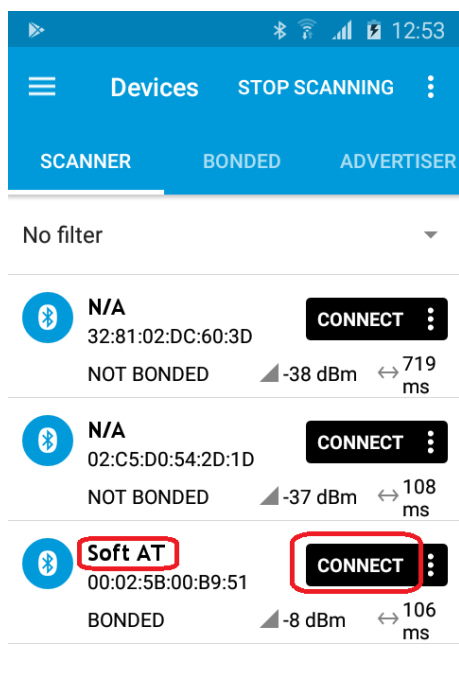 12:53
Devices STOP SCANNING
SCANNER BONDED ADVERTISER
No filter
N/A
CONNECT
32:81:02:DC:60:3D
NOT BONDED -38 dBm 719 ms
N/A
CONNECT
02:C5:D0:54:2D:1D
NOT BONDED -37 dBm 108 ms
Soft AT
CONNECT
00:02:5B:00:B9:51
BONDED -8 dBm 106 ms